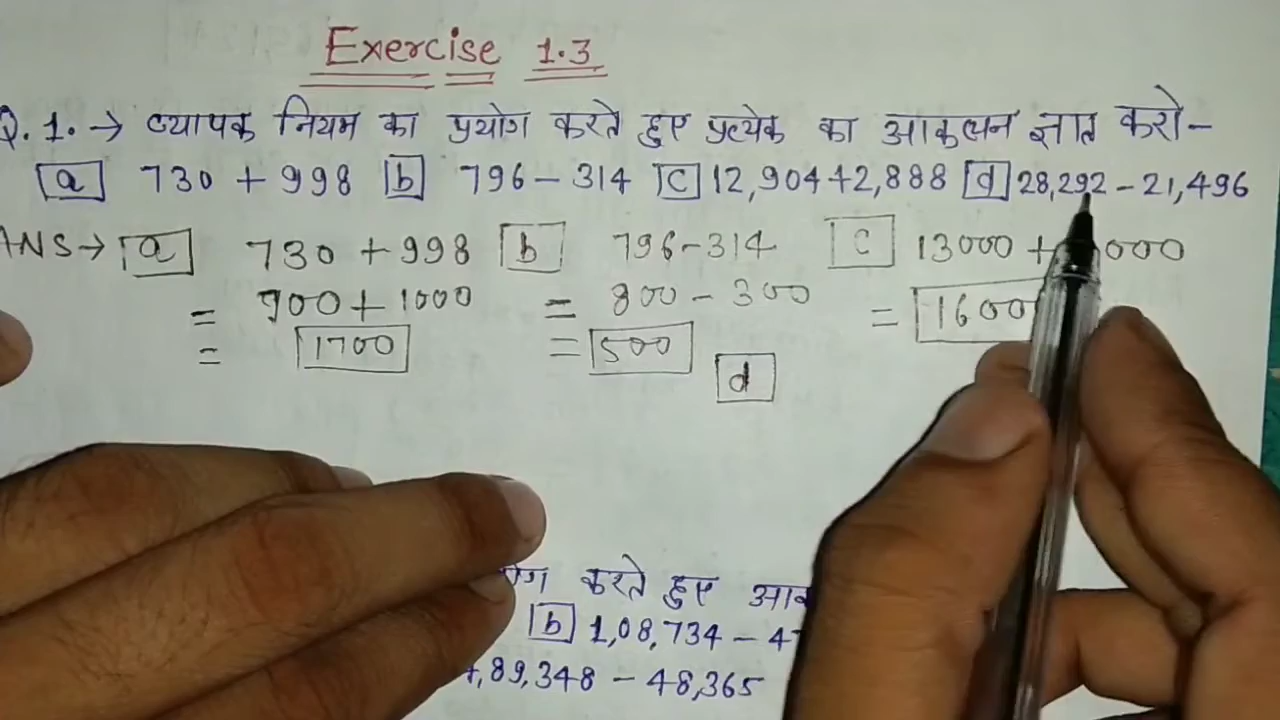 Exercise 1.3
Q.1.→ व्यापक नियम का प्रयोग करते हुए प्रत्येक का आकलन ज्ञात करो-
[a] 730 + 998 [b] 796 - 314 [c] 12,904+2,888 [d] 28,292 - 21,496
ANS→ [a] 730 + 998 [b] 796-314 [c] 13000 + 000
= 900 + 1000 = 800 - 300 = 1600
= 1700 = 500 [d]
करते हुए
[b] 1,08,734 - 4
,89,348 - 48,365